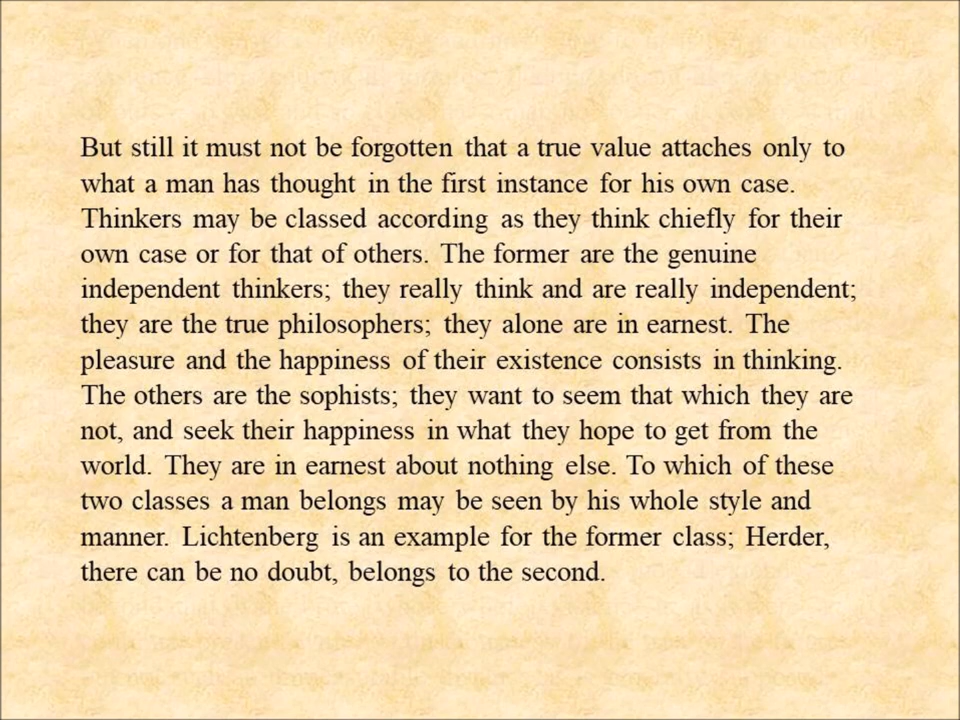 But still it must not be forgotten that a true value attaches only to
what a man has thought in the first instance for his own case.
Thinkers may be classed according as they think chiefly for their
own case or for that of others. The former are the genuine
independent thinkers; they really think and are really independent;
they are the true philosophers; they alone are in earnest. The
pleasure and the happiness of their existence consists in thinking.
The others are the sophists; they want to seem that which they are
not, and seek their happiness in what they hope to get from the
world. They are in earnest about nothing else. To which of these
two classes a man belongs may be seen by his whole style and
manner. Lichtenberg is an example for the former class; Herder,
there can be no doubt, belongs to the second.